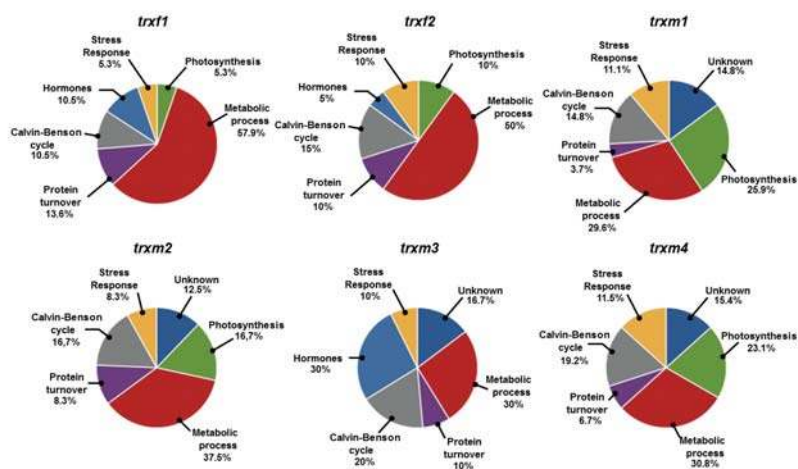 trxf1
Stress
Response
5.3%
Photosynthesis
5.3%
Hormones
10.5%
Metabolic
process
57.9%
Calvin-Benson
cycle
10.5%
Protein
turnover
13.6%
trxf2
Stress
Response
10%
Photosynthesis
10%
Hormones
5%
Metabolic
process
50%
Calvin-Benson
cycle
15%
Protein
turnover
10%
trxm1
Stress
Response
11.1%
Unknown
14.8%
Calvin-Benson
cycle
14.8%
Protein
turnover
3.7%
Photosynthesis
25.9%
Metabolic
process
29.6%
trxm2
Stress
Response
8.3%
Unknown
12.5%
Calvin-Benson
cycle
16,7%
Photosynthesis
16,7%
Protein
turnover
8.3%
Metabolic
process
37.5%
trxm3
Stress
Response
10%
Unknown
16.7%
Hormones
30%
Metabolic
process
30%
Calvin-Benson
cycle
20%
Protein
turnover
10%
trxm4
Stress
Response
11.5%
Unknown
15.4%
Calvin-Benson
cycle
19.2%
Photosynthesis
23.1%
Protein
turnover
6.7%
Metabolic
process
30.8%